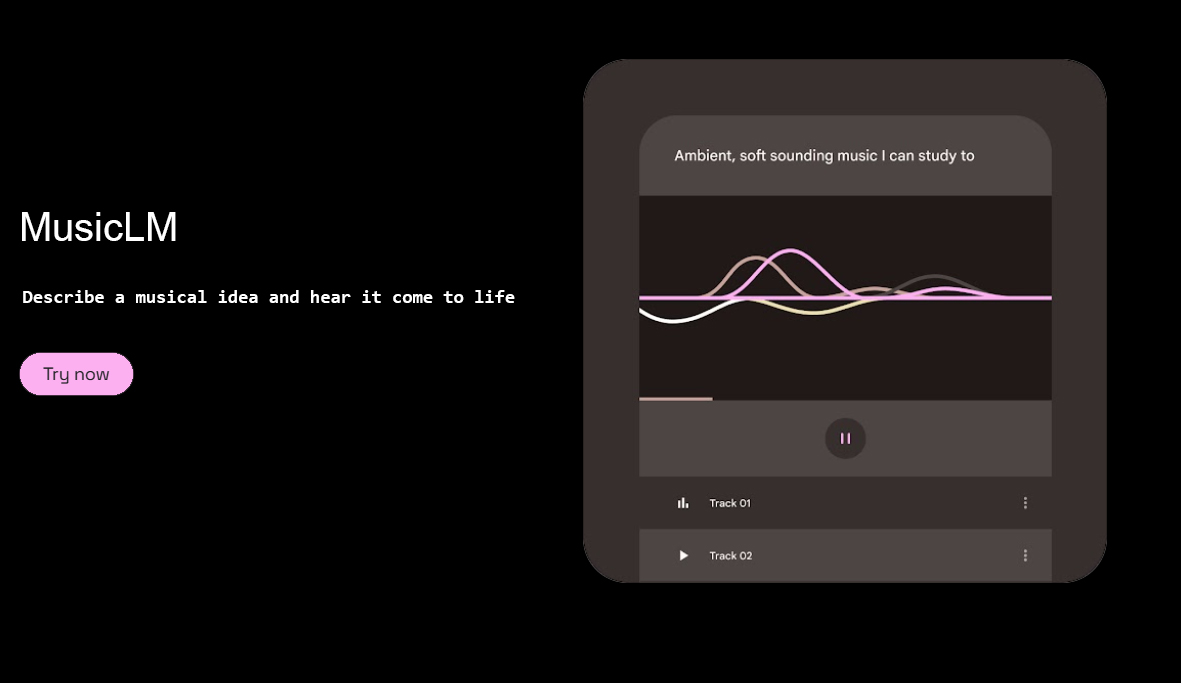 MusicLM
Describe a musical idea and hear it come to life
Try now
Ambient, soft sounding music I can study to
Track 01
Track 02